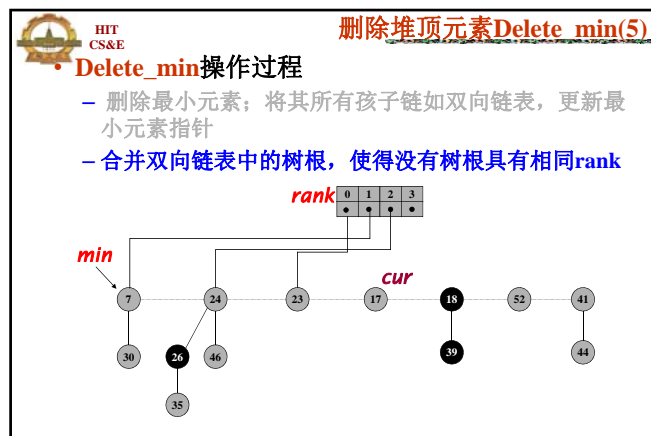 HIT
CS&E
删除堆顶元素Delete_min(5)
• Delete_min操作过程
– 删除最小元素；将其所有孩子链如双向链表，更新最
小元素指针
– 合并双向链表中的树根，使得没有树根具有相同rank
rank 0 1 2 3
min
cur
7 24 23 17 18 52 41
30 26 46 39 44
35